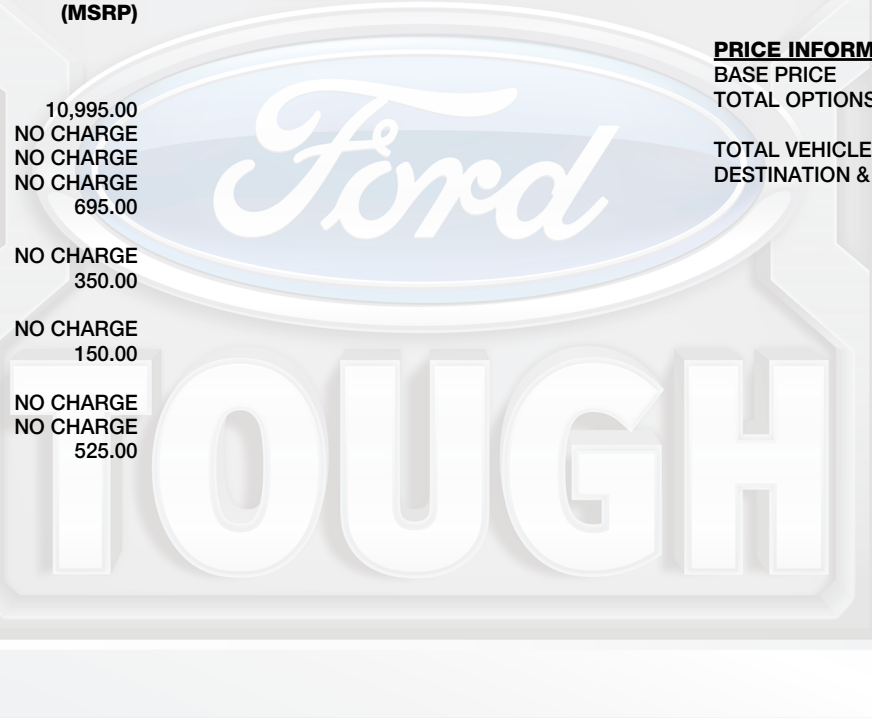 (MSRP)
10,995.00
NO CHARGE
NO CHARGE
NO CHARGE
695.00
NO CHARGE
350.00
NO CHARGE
150.00
NO CHARGE
NO CHARGE
525.00
PRICE INFORM
BASE PRICE
TOTAL OPTIONS
TOTAL VEHICLE
DESTINATION &
Ford
TOUGH